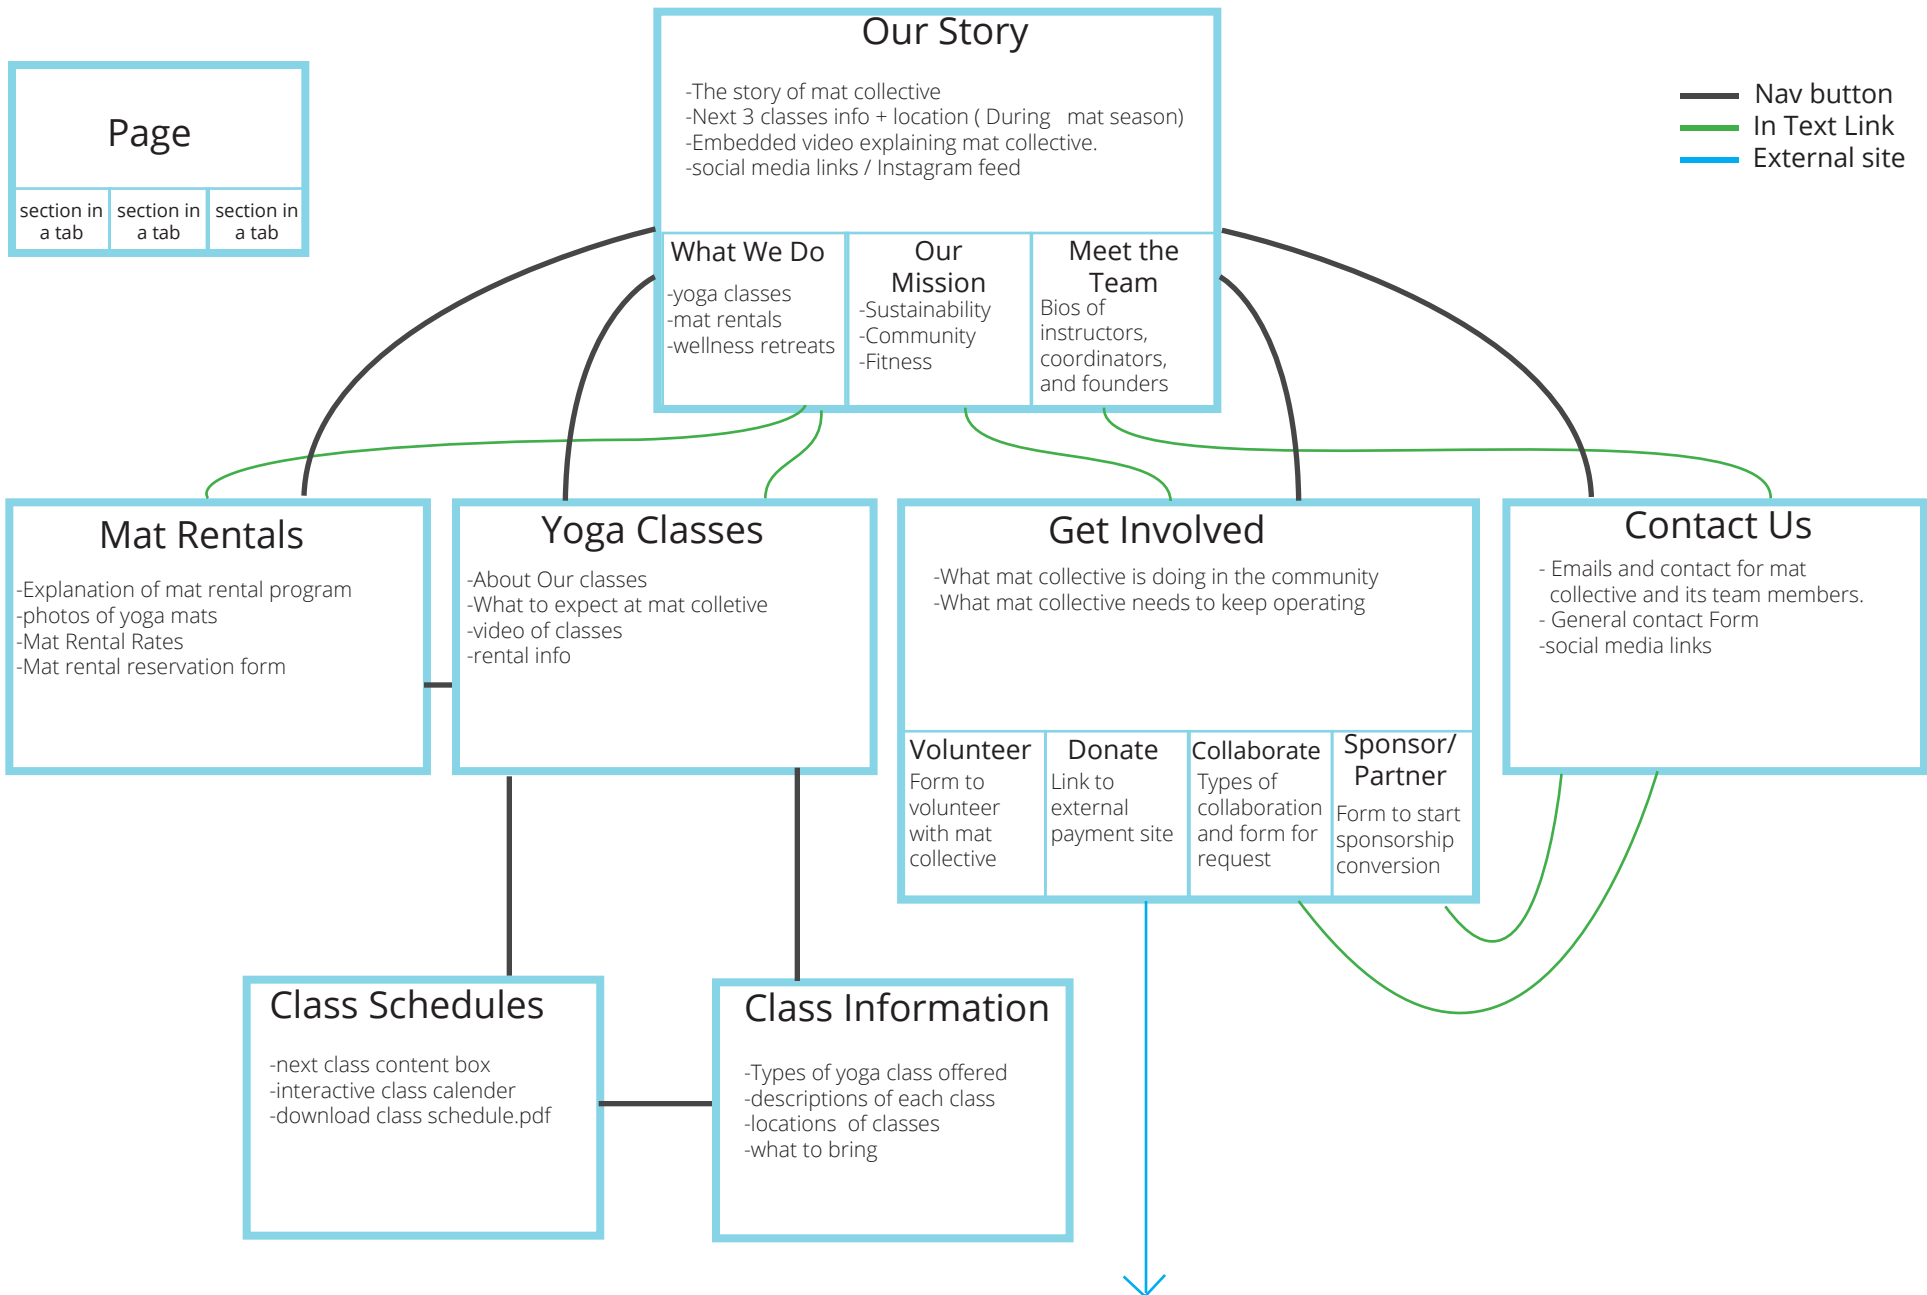 Our Story
-The story of mat collective
-Next 3 classes info + location ( During mat season)
-Embedded video explaining mat collective.
-social media links / Instagram feed
Page
section in
a tab
section in
a tab
section in
a tab
Nav button
In Text Link
External site
What We Do
-yoga classes
-mat rentals
-wellness retreats
Our
Mission
-Sustainability
-Community
-Fitness
Meet the
Team
Bios of
instructors,
coordinators,
and founders
Mat Rentals
-Explanation of mat rental program
-photos of yoga mats
-Mat Rental Rates
-Mat rental reservation form
Yoga Classes
-About Our classes
-What to expect at mat colletive
-video of classes
-rental info
Get Involved
-What mat collective is doing in the community
-What mat collective needs to keep operating
Volunteer
Form to
volunteer
with mat
collective
Donate
Link to
external
payment site
Collaborate
Types of
collaboration
and form for
request
Sponsor/
Partner
Form to start
sponsorship
conversion
Contact Us
- Emails and contact for mat
collective and its team members.
- General contact Form
-social media links
Class Schedules
-next class content box
-interactive class calender
-download class schedule.pdf
Class Information
-Types of yoga class offered
-descriptions of each class
-locations of classes
-what to bring